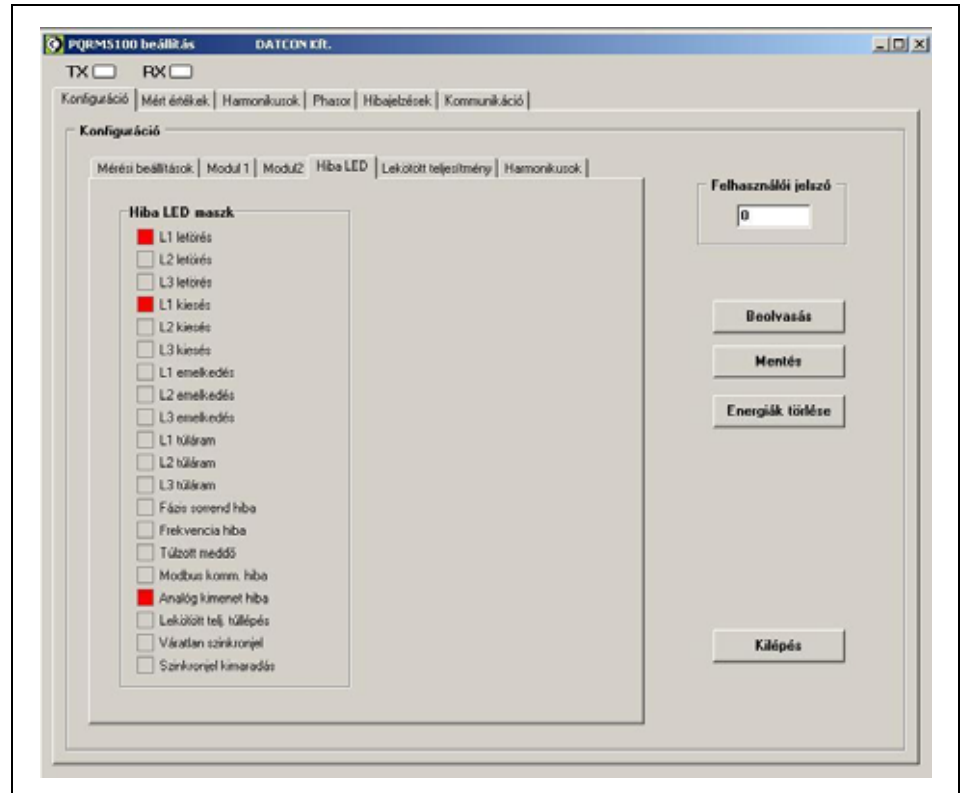 PQRM5100 beállitás DATCON Kft.
TX RX
Konfiguráció Mért értékek Harmonikusok Phasor Hibajelzések Kommunikáció
Konfiguráció
Mérési beállítások Modul 1 Modul2 Hiba LED Lekötött teljesítmény Harmonikusok
Felhasználói jelszó
0
Hiba LED maszk
L1 letörés
L2 letörés
L3 letörés
L1 kiesés
L2 kiesés
L3 kiesés
L1 emelkedés
L2 emelkedés
L3 emelkedés
L1 túláram
L2 túláram
L3 túláram
Fázis sorrend hiba
Frekvencia hiba
Túlzott meddő
Modbus komm. hiba
Analóg kimenet hiba
Lekötött telj. túllépés
Váratlan szinkronjel
Szinkronjel kimaradás
Beolvasás
Mentés
Energiák törlése
Kilépés